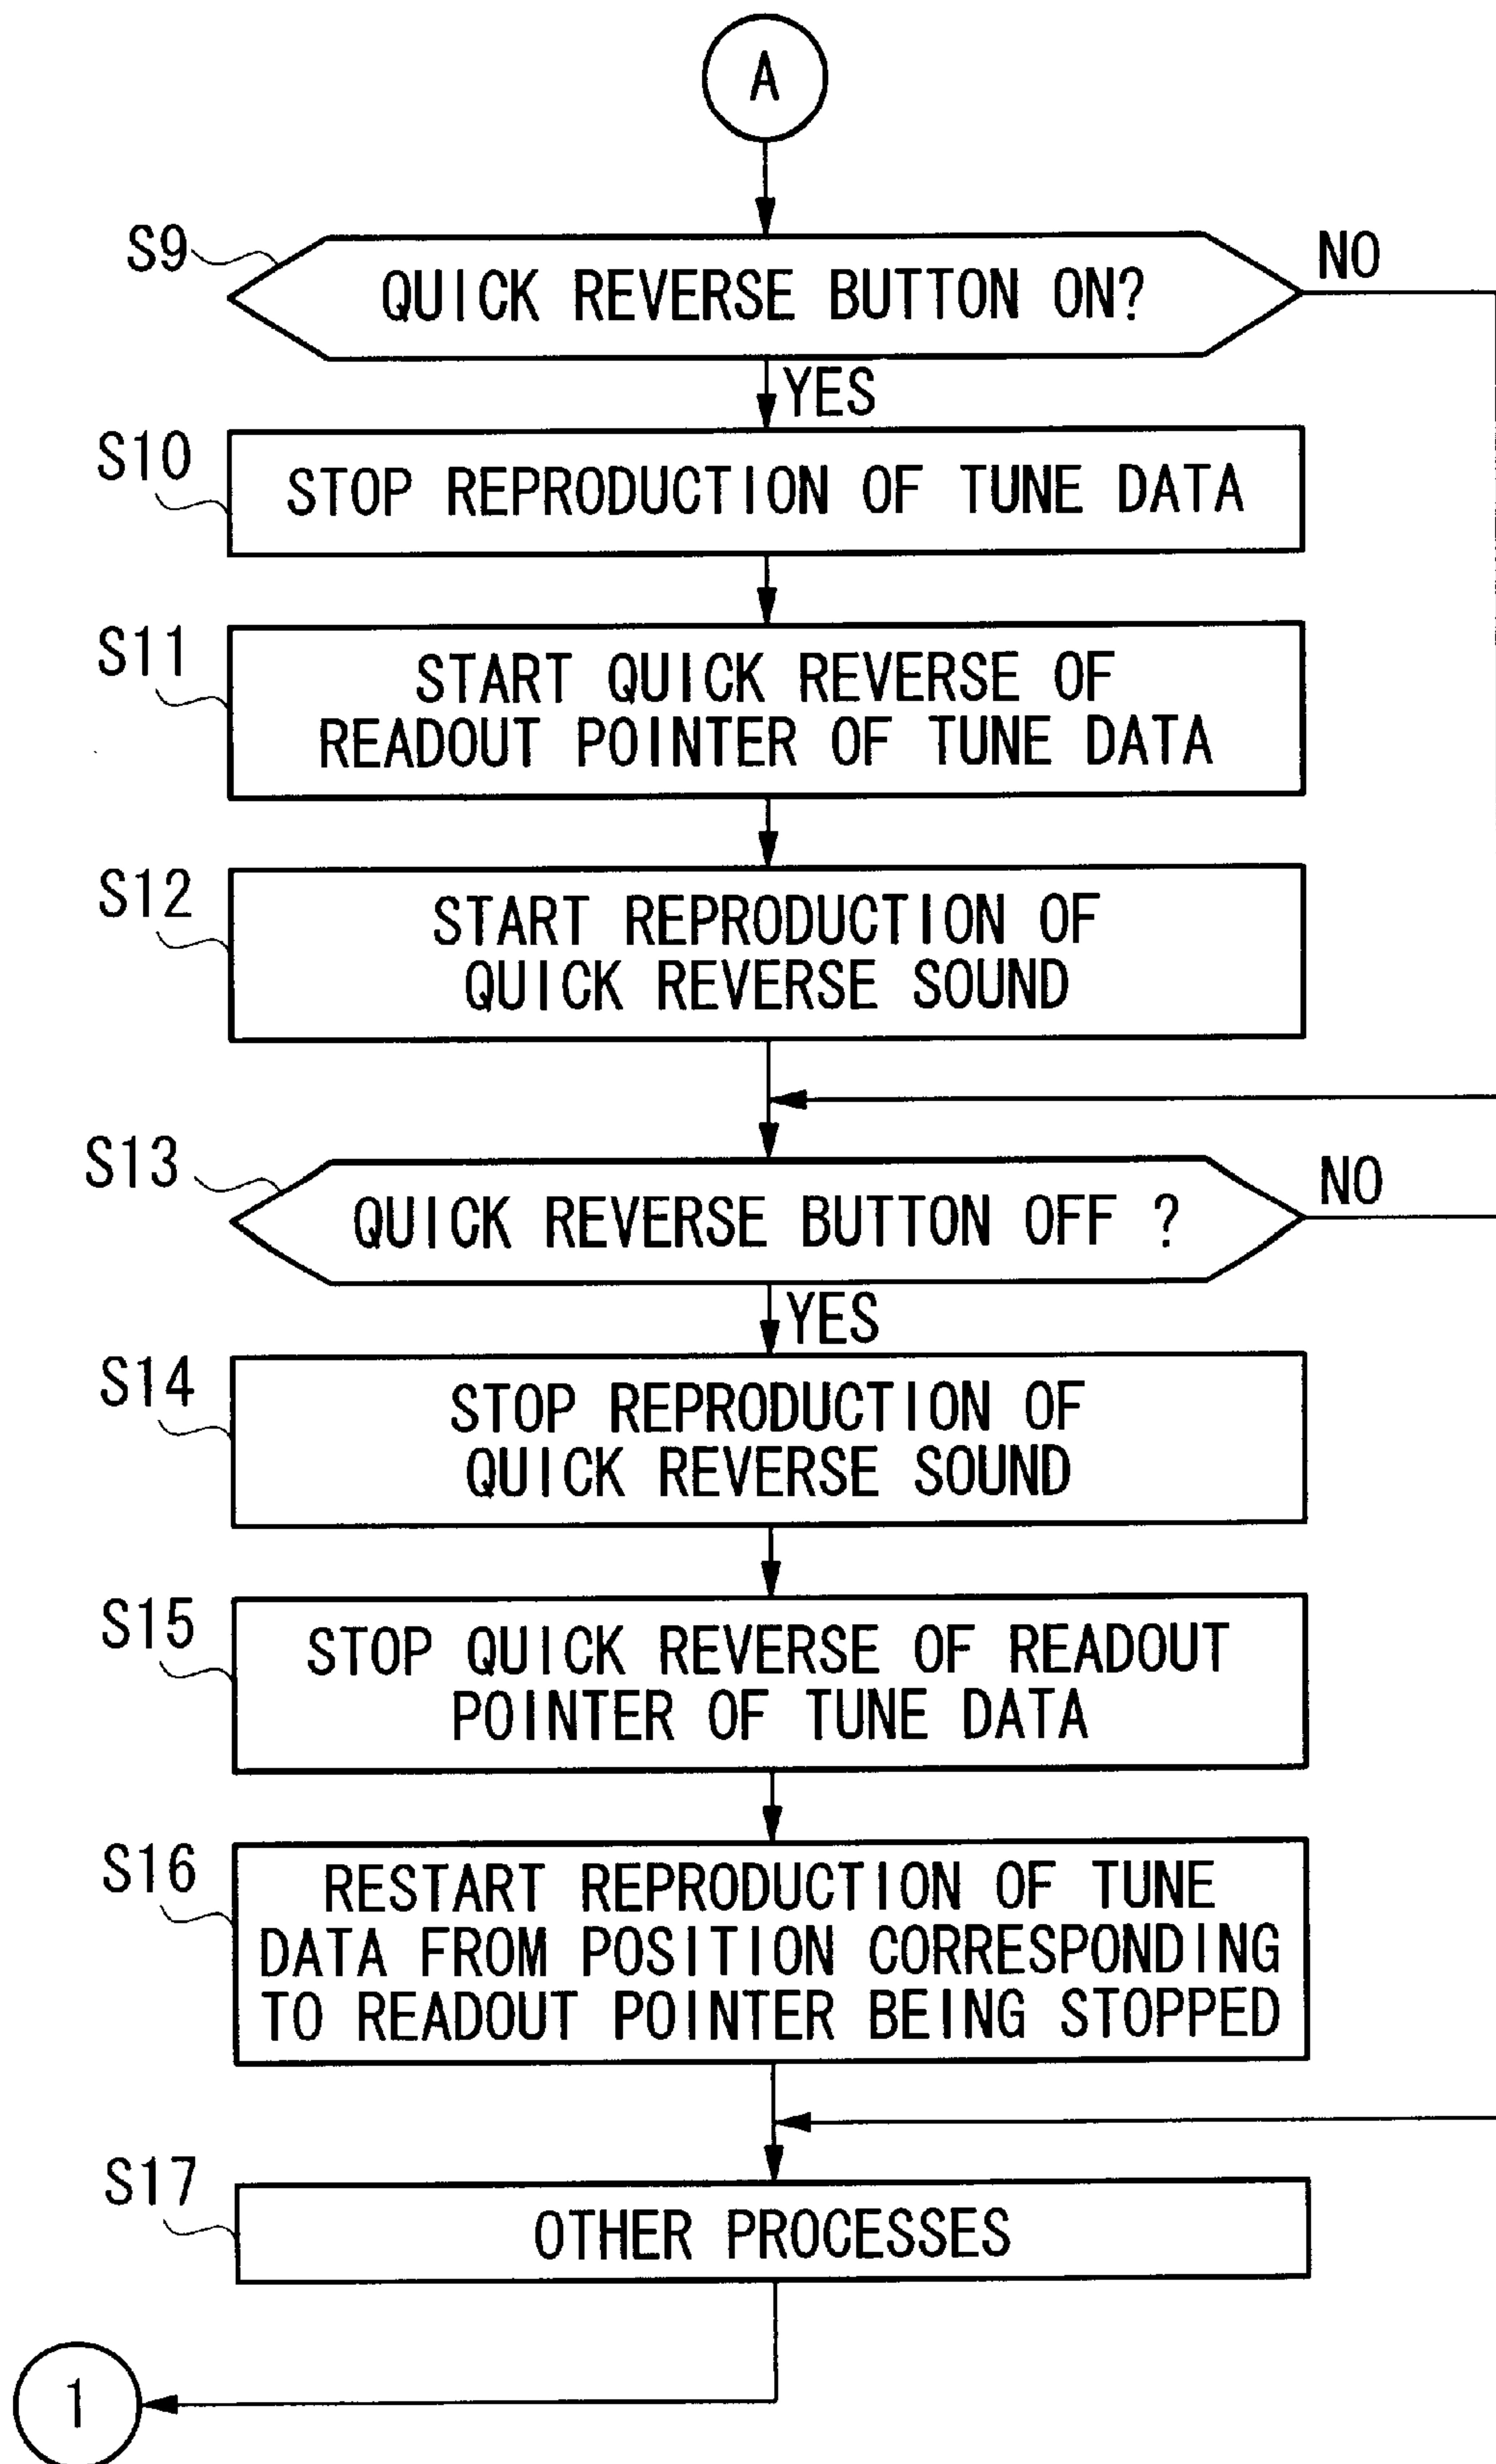 A
S9
QUICK REVERSE BUTTON ON?
NO
YES
S10
STOP REPRODUCTION OF TUNE DATA
S11
START QUICK REVERSE OF
READOUT POINTER OF TUNE DATA
S12
START REPRODUCTION OF
QUICK REVERSE SOUND
S13
QUICK REVERSE BUTTON OFF ?
NO
YES
S14
STOP REPRODUCTION OF
QUICK REVERSE SOUND
S15
STOP QUICK REVERSE OF READOUT
POINTER OF TUNE DATA
S16
RESTART REPRODUCTION OF TUNE
DATA FROM POSITION CORRESPONDING
TO READOUT POINTER BEING STOPPED
S17
OTHER PROCESSES
1